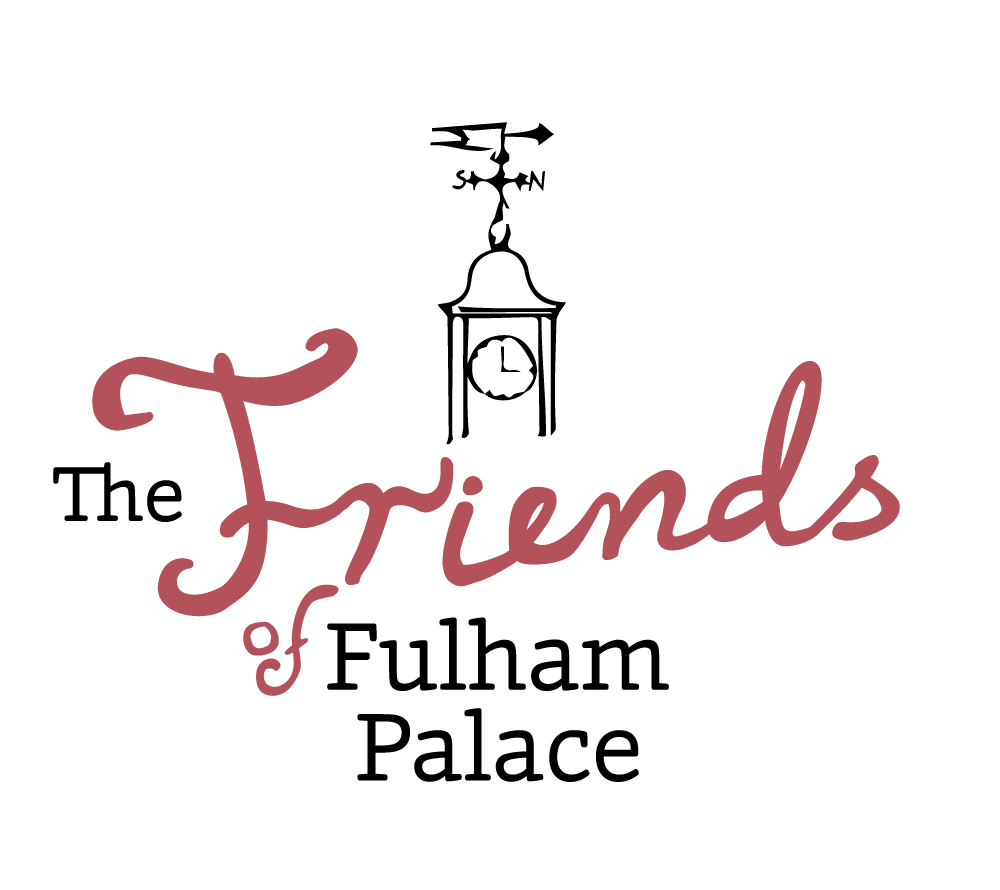 S N
The Friends
of Fulham
Palace